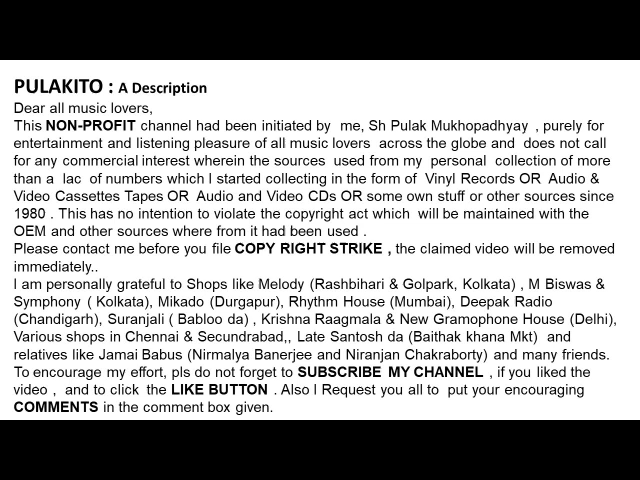 PULAKITO : A Description
Dear all music lovers,
This NON-PROFIT channel had been initiated by me, Sh Pulak Mukhopadhyay , purely for
entertainment and listening pleasure of all music lovers across the globe and does not call
for any commercial interest wherein the sources used from my personal collection of more
than a lac of numbers which I started collecting in the form of Vinyl Records OR Audio &
Video Cassettes Tapes OR Audio and Video CDs OR some own stuff or other sources since
1980 . This has no intention to violate the copyright act which will be maintained with the
OEM and other sources where from it had been used .
Please contact me before you file COPY RIGHT STRIKE , the claimed video will be removed
immediately..
I am personally grateful to Shops like Melody (Rashbihari & Golpark, Kolkata) , M Biswas &
Symphony ( Kolkata), Mikado (Durgapur), Rhythm House (Mumbai), Deepak Radio
(Chandigarh), Suranjali ( Babloo da) , Krishna Raagmala & New Gramophone House (Delhi),
Various shops in Chennai & Secundrabad,, Late Santosh da (Baithak khana Mkt) and
relatives like Jamai Babus (Nirmalya Banerjee and Niranjan Chakraborty) and many friends.
To encourage my effort, pls do not forget to SUBSCRIBE MY CHANNEL , if you liked the
video , and to click the LIKE BUTTON . Also I Request you all to put your encouraging
COMMENTS in the comment box given.